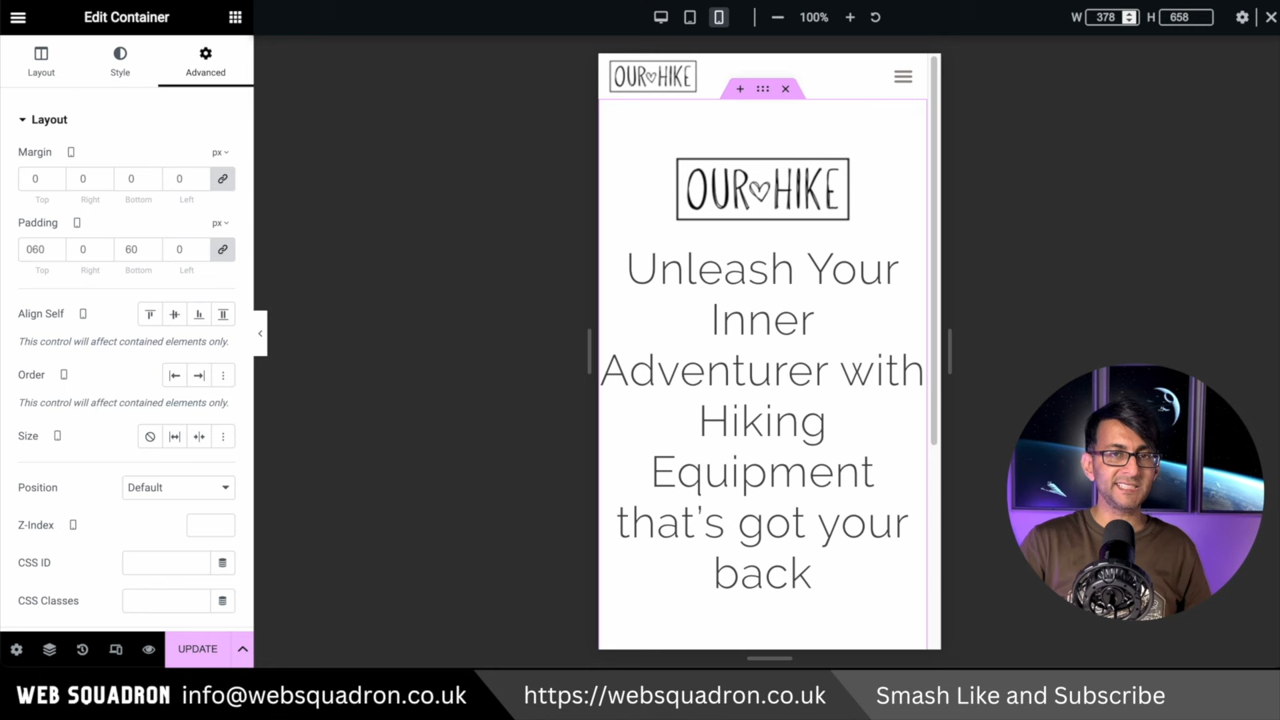 Edit Container
100%
W 378 H 658
Layout Style Advanced
Layout
Margin px
0 0 0 0
Top Right Bottom Left
Padding px
060 0 60 0
Top Right Bottom Left
Align Self
This control will affect contained elements only.
Order
This control will affect contained elements only.
Size
Position Default
Z-Index
CSS ID
CSS Classes
UPDATE
OUR HIKE
OUR HIKE
Unleash Your
Inner
Adventurer with
Hiking
Equipment
that's got your
back
WEB SQUADRON info@websquadron.co.uk https://websquadron.co.uk Smash Like and Subscribe